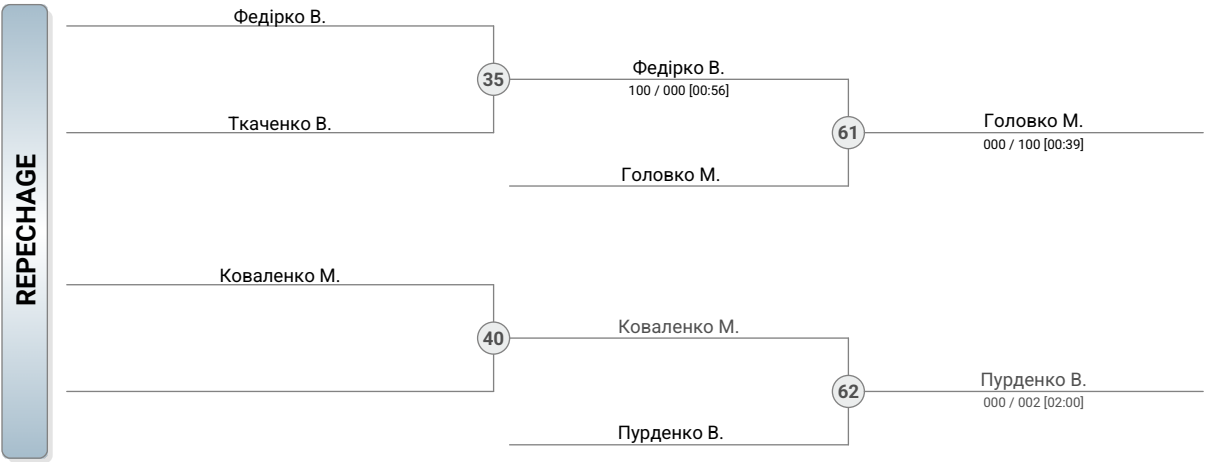 REPECHAGE
Федірко В.
Ткаченко В.
35
Федірко В.
100 / 000 [00:56]
Головко М.
61
Головко М.
000 / 100 [00:39]
Коваленко М.
40
Коваленко М.
Пурденко В.
62
Пурденко В.
000 / 002 [02:00]